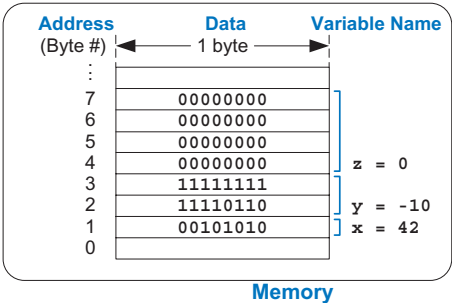 Address Data Variable Name
(Byte #) 1 byte
:
7 00000000
6 00000000
5 00000000
4 00000000 z = 0
3 11111111
2 11110110 y = -10
1 00101010 x = 42
0
Memory